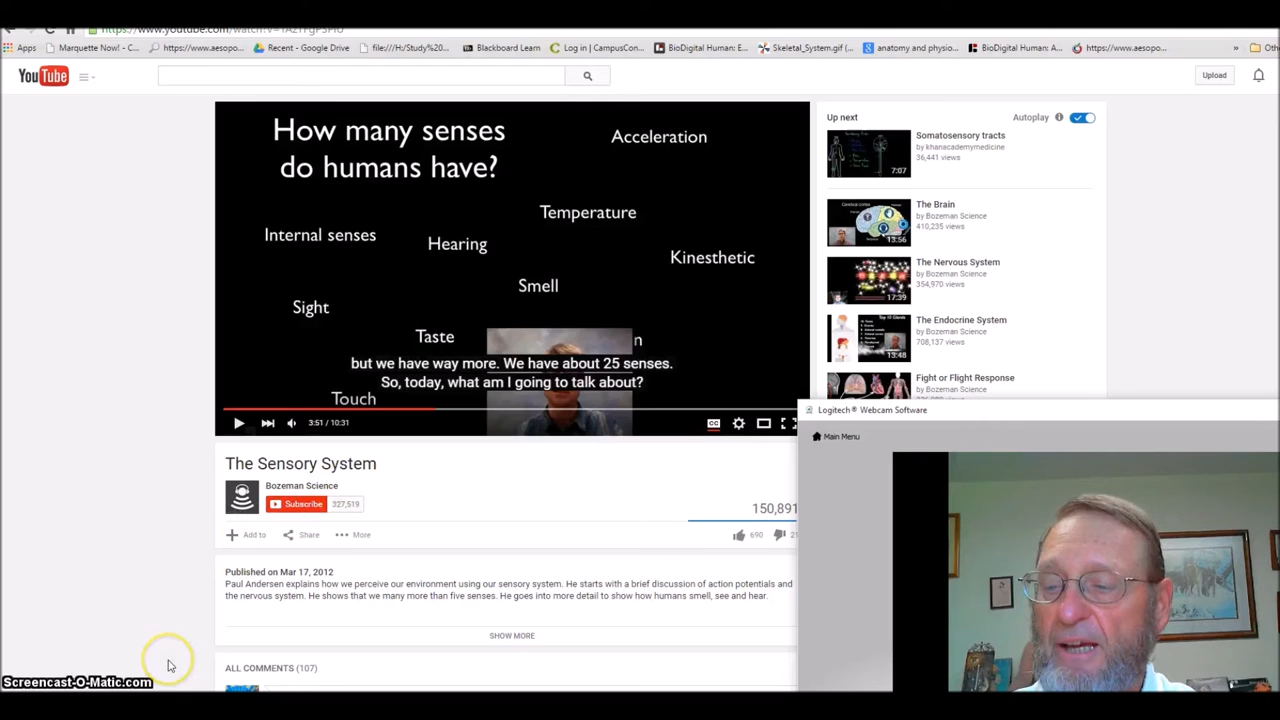 https://www.youtube.com/watch?v=
Apps
Marquette Now! - C...
https://www.aesopo...
Recent - Google Drive
file:///H:/Study%20...
Blackboard Learn
Log in | CampusCon...
BioDigital Human: E...
Skeletal_System.gif (...
anatomy and physio...
BioDigital Human: A...
https://www.aesopo...
»
YouTube
Upload
How many senses
do humans have?
Acceleration
Temperature
Internal senses
Hearing
Kinesthetic
Smell
Sight
Taste
n
but we have way more. We have about 25 senses.
So, today, what am I going to talk about?
Touch
3:51 / 10:31
CC
Up next
Autoplay
Somatosensory tracts
by khanacademymedicine
36,441 views
7:07
The Brain
by Bozeman Science
410,235 views
13:56
The Nervous System
by Bozeman Science
354,970 views
17:39
The Endocrine System
by Bozeman Science
708,137 views
13:48
Fight or Flight Response
by Bozeman Science
Logitech® Webcam Software
Main Menu
The Sensory System
Bozeman Science
Subscribe
327,519
150,891
Add to
Share
More
690
Published on Mar 17, 2012
Paul Andersen explains how we perceive our environment using our sensory system. He starts with a brief discussion of action potentials and
the nervous system. He shows that we many more than five senses. He goes into more detail to show how humans smell, see and hear.
SHOW MORE
ALL COMMENTS (107)
Screencast-O-Matic.com